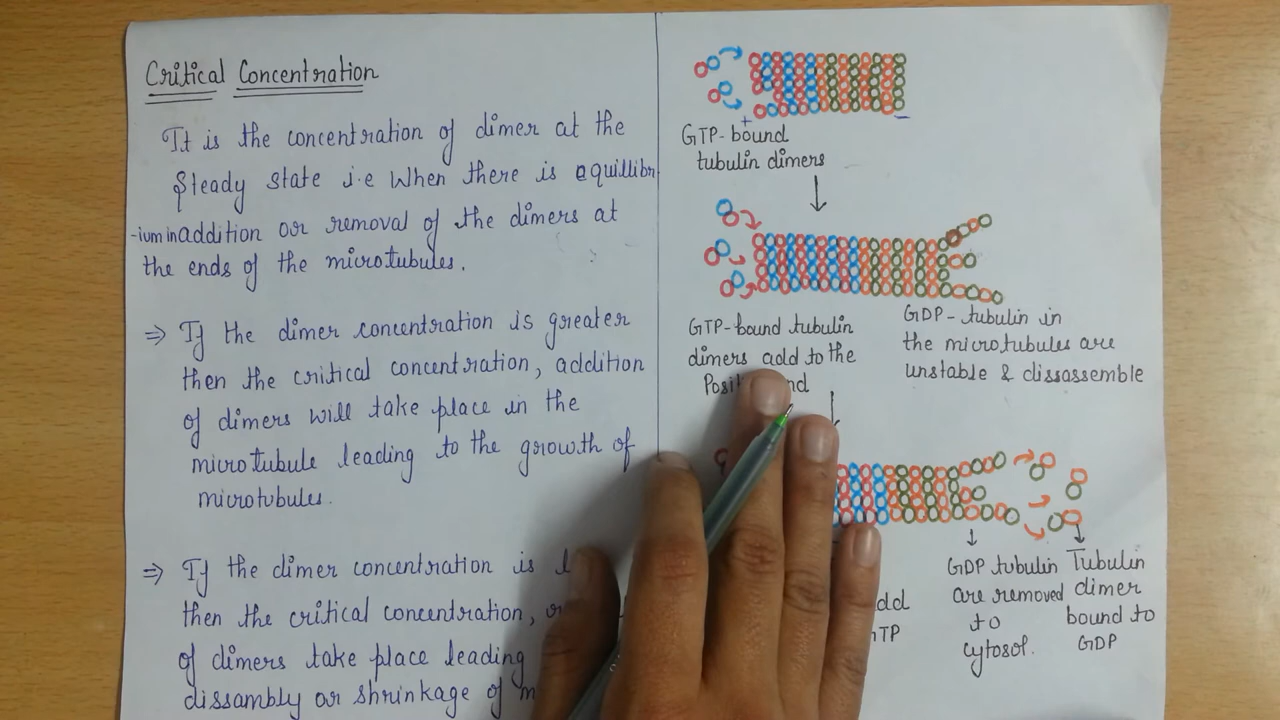 Critical Concentration
It is the concentration of dimer at the
steady state i.e When there is equillibr
-ium in addition or removal of the dimers at
the ends of the microtubules.
⇒ If the dimer concentration is greater
then the critical concentration, addition
of dimers will take place in the
microtubule leading to the growth of
microtubules.
⇒ If the dimer concentration is
then the critical concentration,
of dimers take place leading
dissambly or shrinkage of
+
−
GTP-bound
tubulin dimers
GTP-bound tubulin
dimers add to the
GDP-tubulin in
the microtubules are
unstable & dissassemble
GDP tubulin
are removed
to
cytosol.
Tubulin
dimer
bound to
GDP